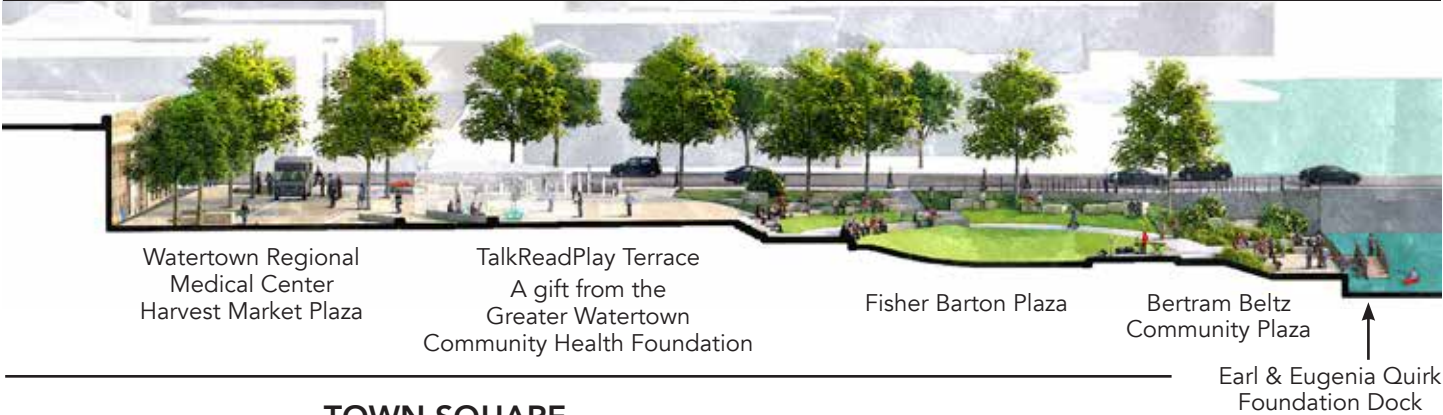 Watertown Regional
Medical Center
Harvest Market Plaza
TalkReadPlay Terrace
A gift from the
Greater Watertown
Community Health Foundation
Fisher Barton Plaza
Bertram Beltz
Community Plaza
Earl & Eugenia Quirk
Foundation Dock
TOWN SQUARE